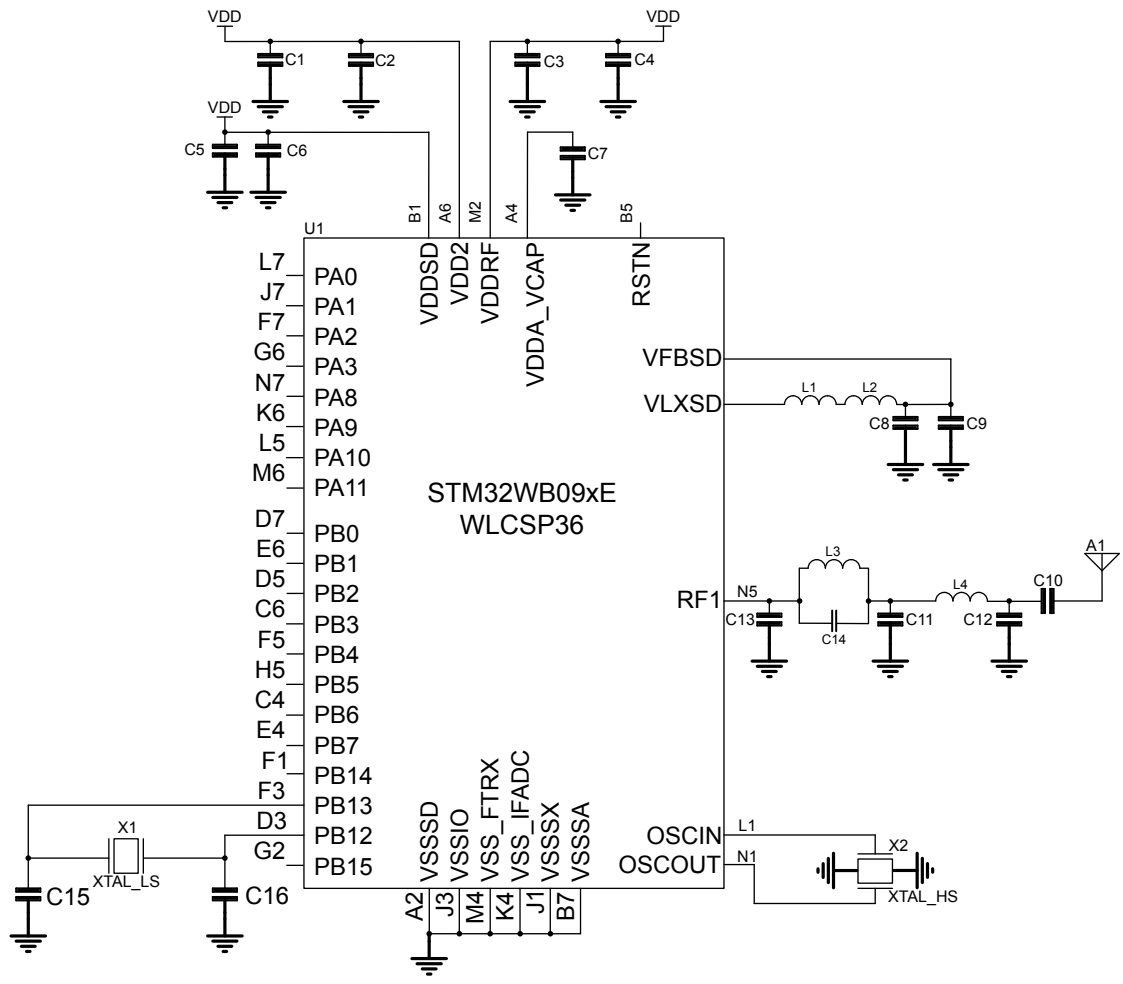 VDD
VDD
C1
C2
C3
C4
VDD
C5
C6
C7
B1
A6
M2
A4
B5
U1
VDDSD
VDD2
VDDRF
VDDA_VCAP
RSTN
L7 PA0
J7 PA1
F7 PA2
G6 PA3
N7 PA8
K6 PA9
L5 PA10
M6 PA11
D7 PB0
E6 PB1
D5 PB2
C6 PB3
F5 PB4
H5 PB5
C4 PB6
E4 PB7
F1 PB14
F3 PB13
D3 PB12
G2 PB15
STM32WB09xE
WLCSP36
VFBSD
VLXSD
L1
L2
C8
C9
RF1 N5
L3
C13
C14
C11
L4
C12
C10
A1
OSCIN L1
OSCOUT N1
X2
XTAL_HS
X1
XTAL_LS
C15
C16
VSSSD
VSSIO
VSS_FTRX
VSS_IFADC
VSSSX
VSSSA
A2
J3
M4
K4
J1
B7